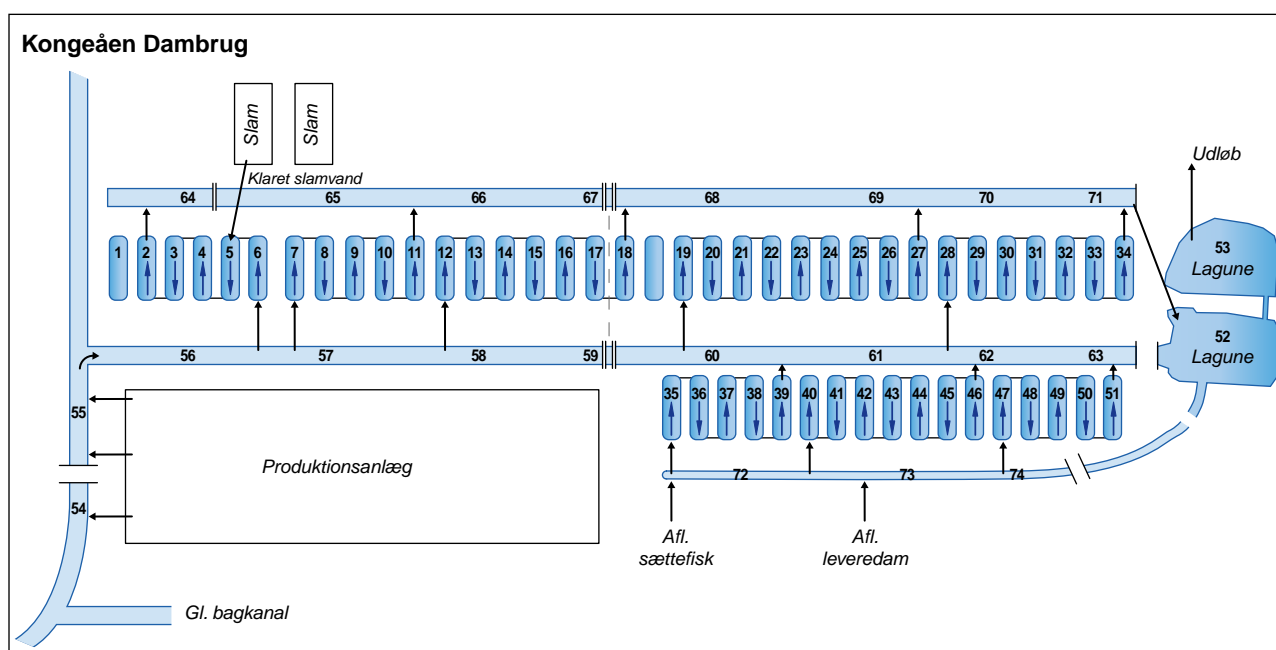 Kongeåen Dambrug
Slam
Slam
Klaret slamvand
Udløb
64 65 66 67 68 69 70 71
1 2 3 4 5 6 7 8 9 10 11 12 13 14 15 16 17 18 19 20 21 22 23 24 25 26 27 28 29 30 31 32 33 34
53
Lagune
52
Lagune
56 57 58 59 60 61 62 63
35 36 37 38 39 40 41 42 43 44 45 46 47 48 49 50 51
55
Produktionsanlæg
72 73 74
54
Afl.
sættefisk
Afl.
leveredam
Gl. bagkanal